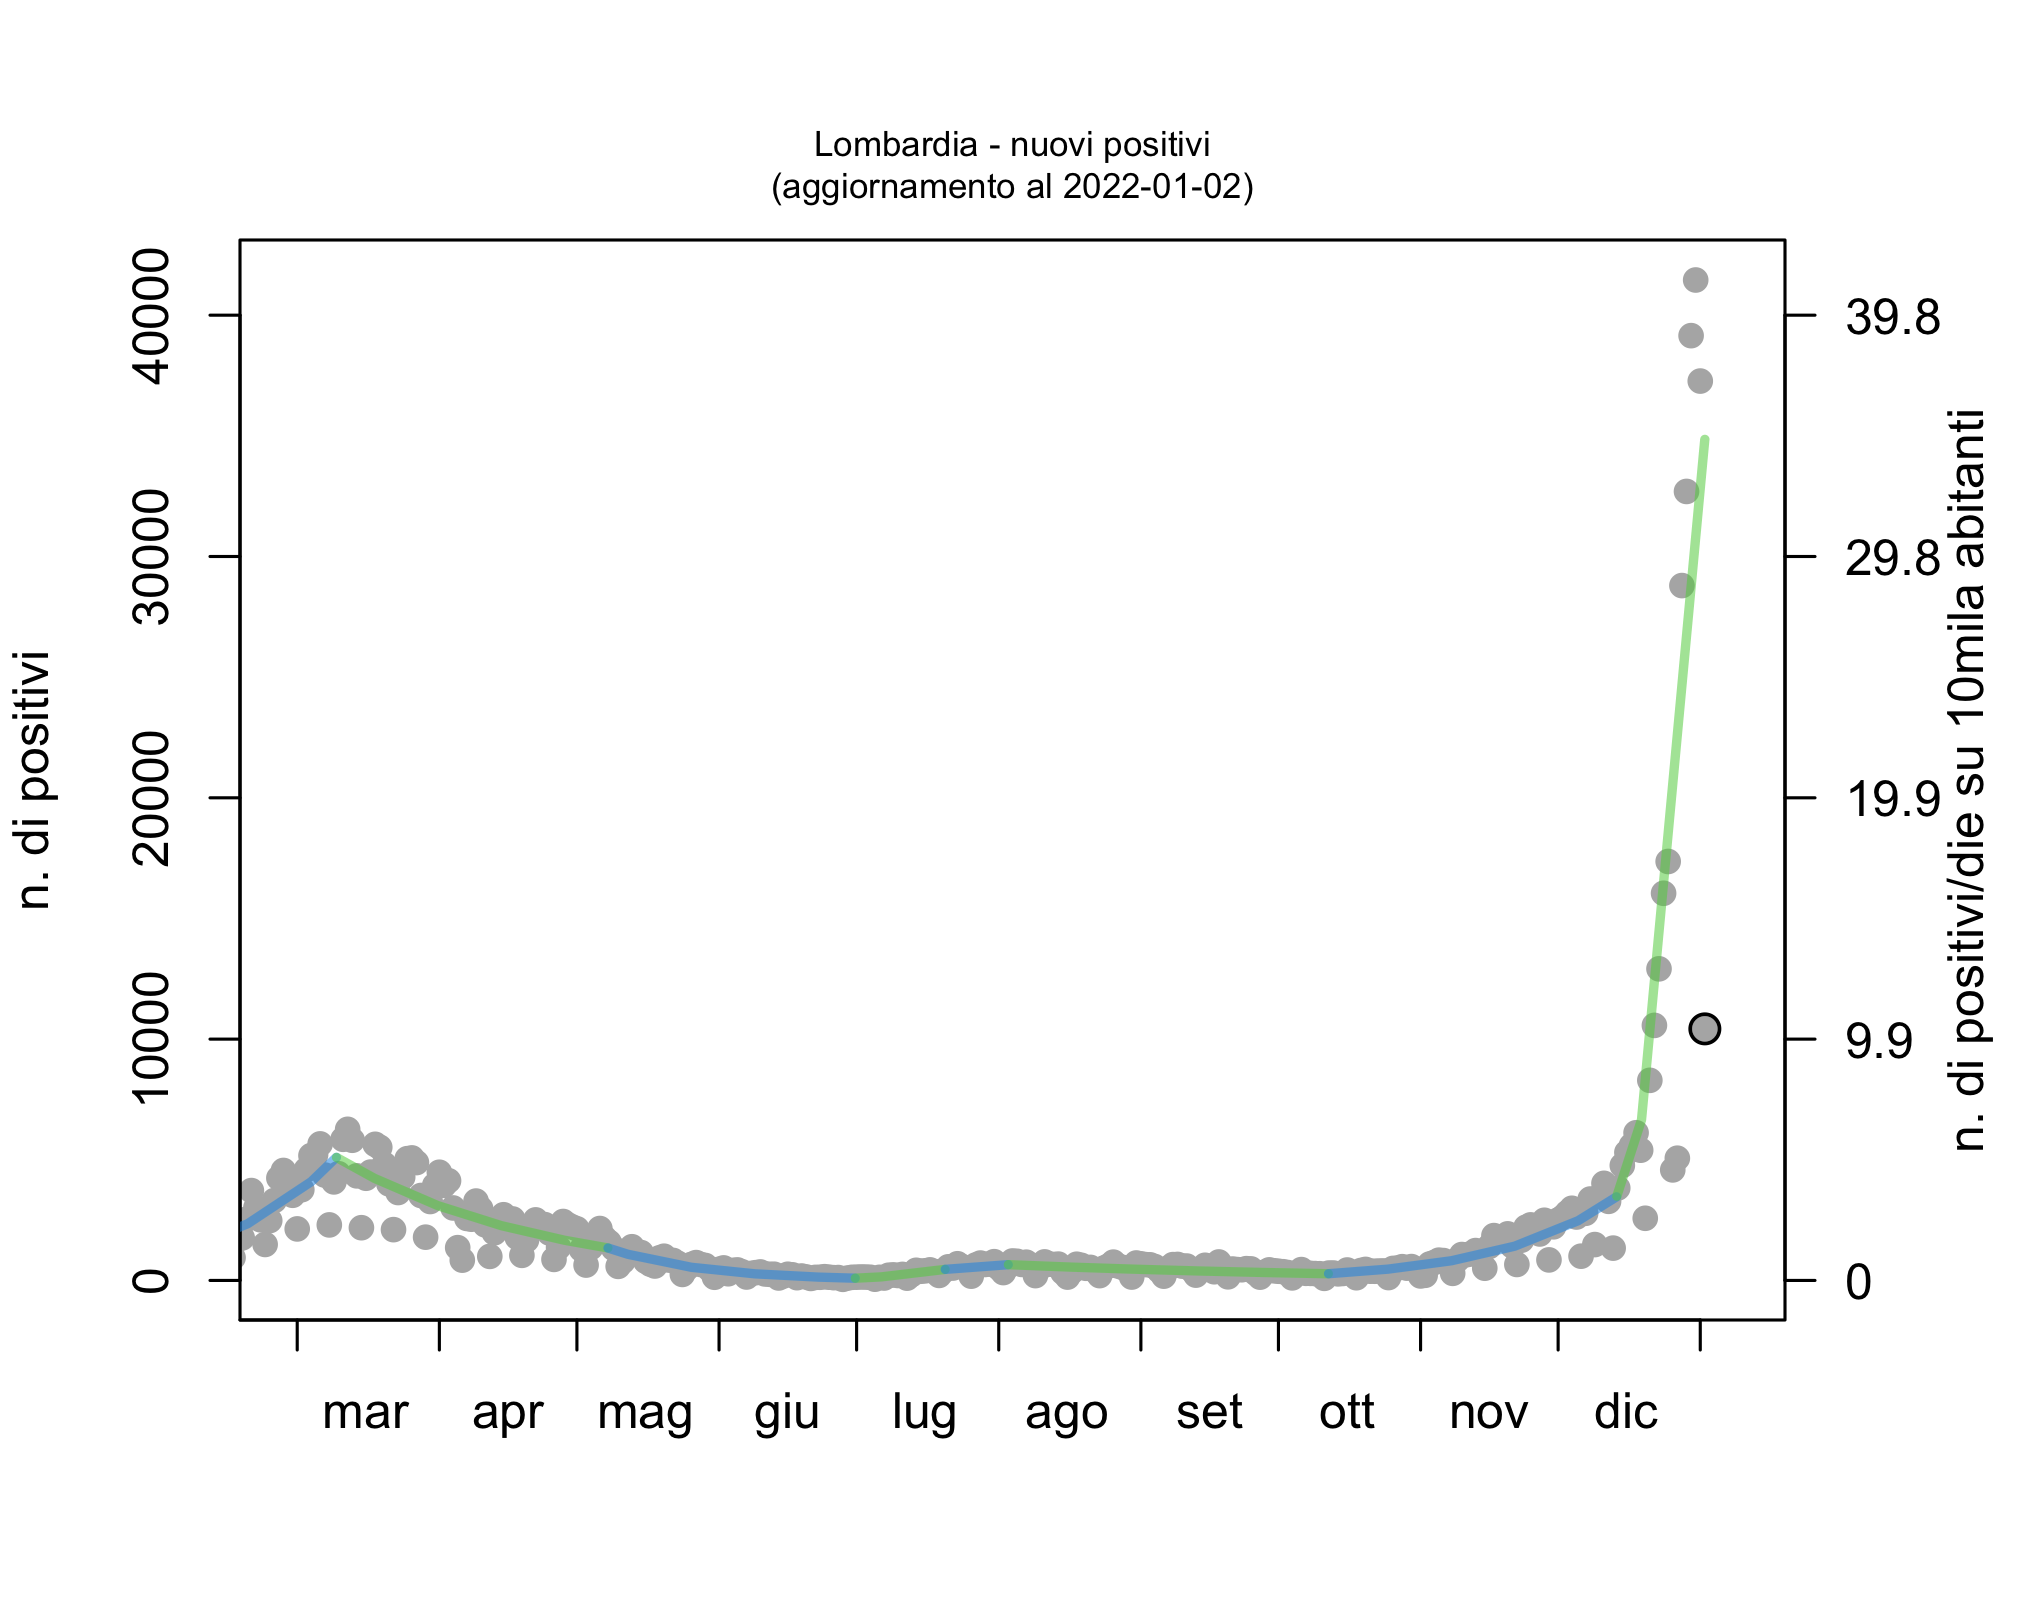 Lombardia - nuovi positivi
(aggiornamento al 2022-01-02)
n. di positivi
40000
30000
20000
10000
0
39.8
29.8
19.9
9.9
0
n. di positivi/die su 10mila abitanti
mar apr mag giu lug ago set ott nov dic